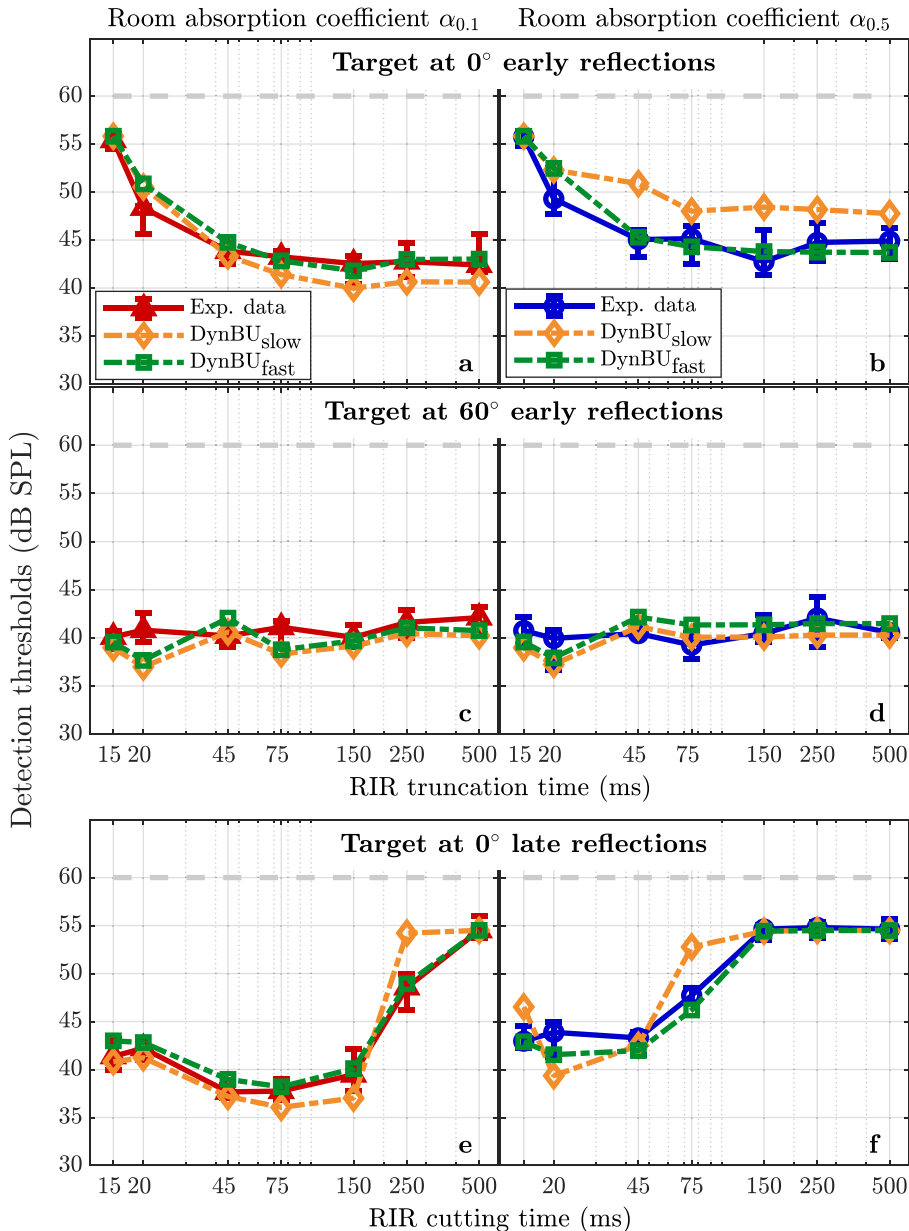 Room absorption coefficient α0.1
Room absorption coefficient α0.5
Target at 0° early reflections
60
55
50
45
40
35
30
Exp. data
DynBUslow
DynBUfast
a
Exp. data
DynBUslow
DynBUfast
b
Target at 60° early reflections
60
55
50
45
40
35
30
c
d
15 20 45 75 150 250 500
15 20 45 75 150 250 500
RIR truncation time (ms)
Detection thresholds (dB SPL)
Target at 0° late reflections
60
55
50
45
40
35
30
e
f
15 20 45 75 150 250 500
20 45 75 150 250 500
RIR cutting time (ms)